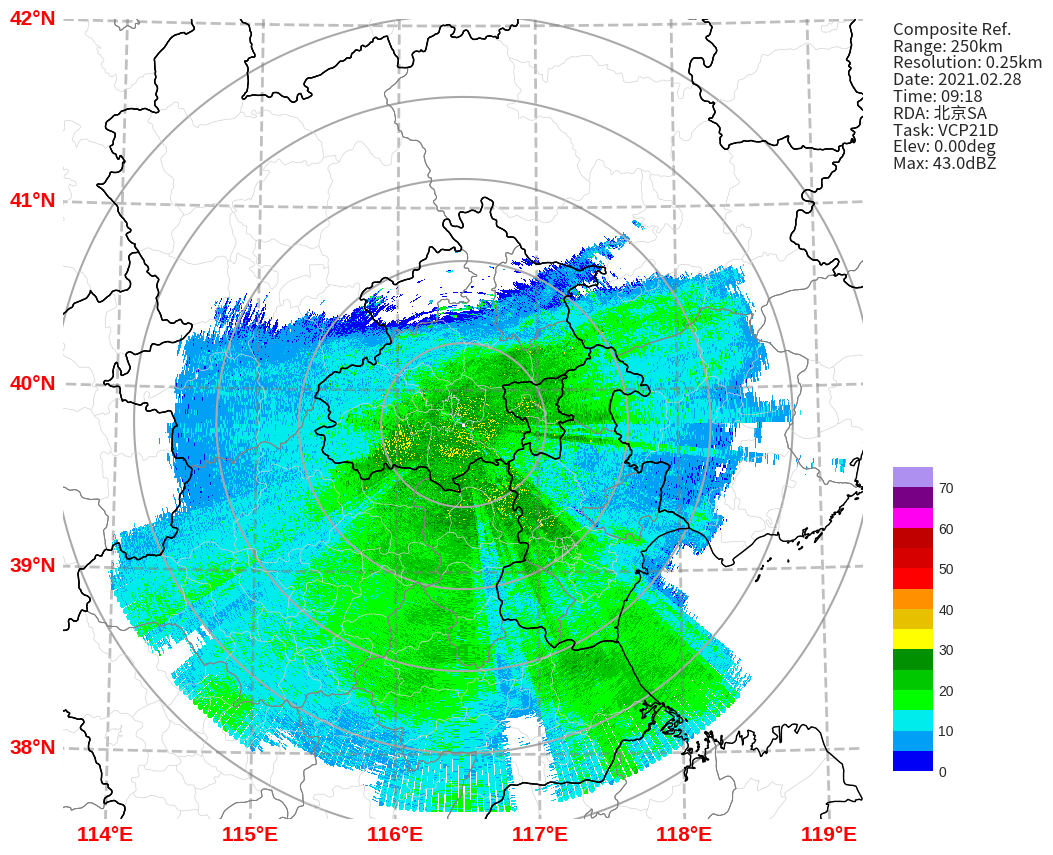 42°N
41°N
40°N
39°N
38°N
114°E
115°E
116°E
117°E
118°E
119°E
Composite Ref.
Range: 250km
Resolution: 0.25km
Date: 2021.02.28
Time: 09:18
RDA: 北京SA
Task: VCP21D
Elev: 0.00deg
Max: 43.0dBZ
70
60
50
40
30
20
10
0